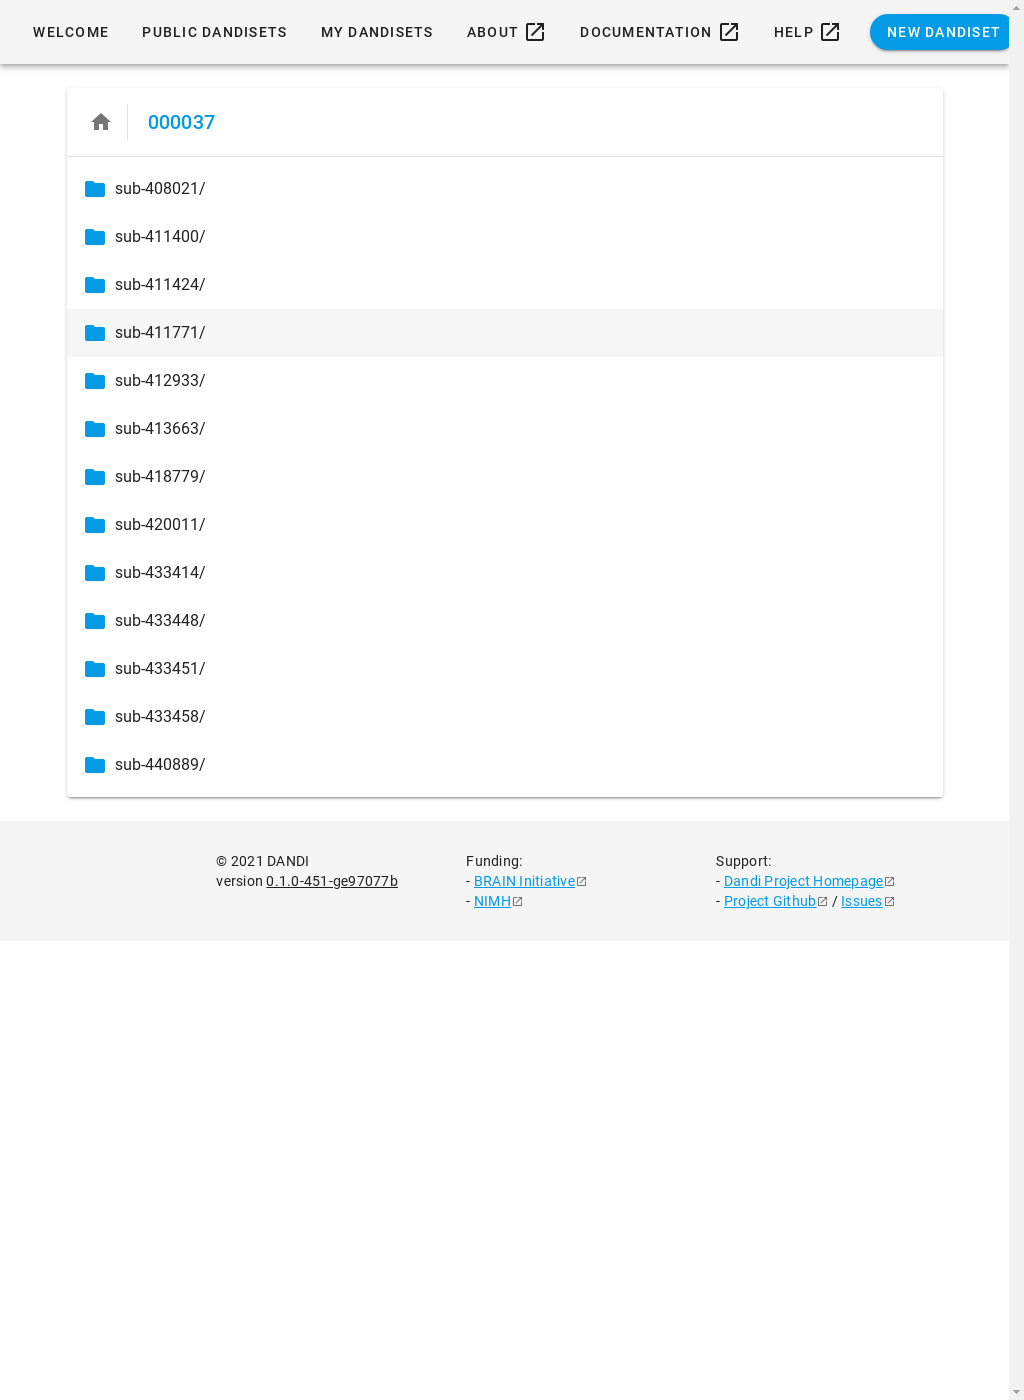 WELCOME PUBLIC DANDISETS MY DANDISETS ABOUT DOCUMENTATION HELP NEW DANDISET
000037
sub-408021/
sub-411400/
sub-411424/
sub-411771/
sub-412933/
sub-413663/
sub-418779/
sub-420011/
sub-433414/
sub-433448/
sub-433451/
sub-433458/
sub-440889/
© 2021 DANDI
version 0.1.0-451-ge97077b
Funding:
- BRAIN Initiative
- NIMH
Support:
- Dandi Project Homepage
- Project Github / Issues